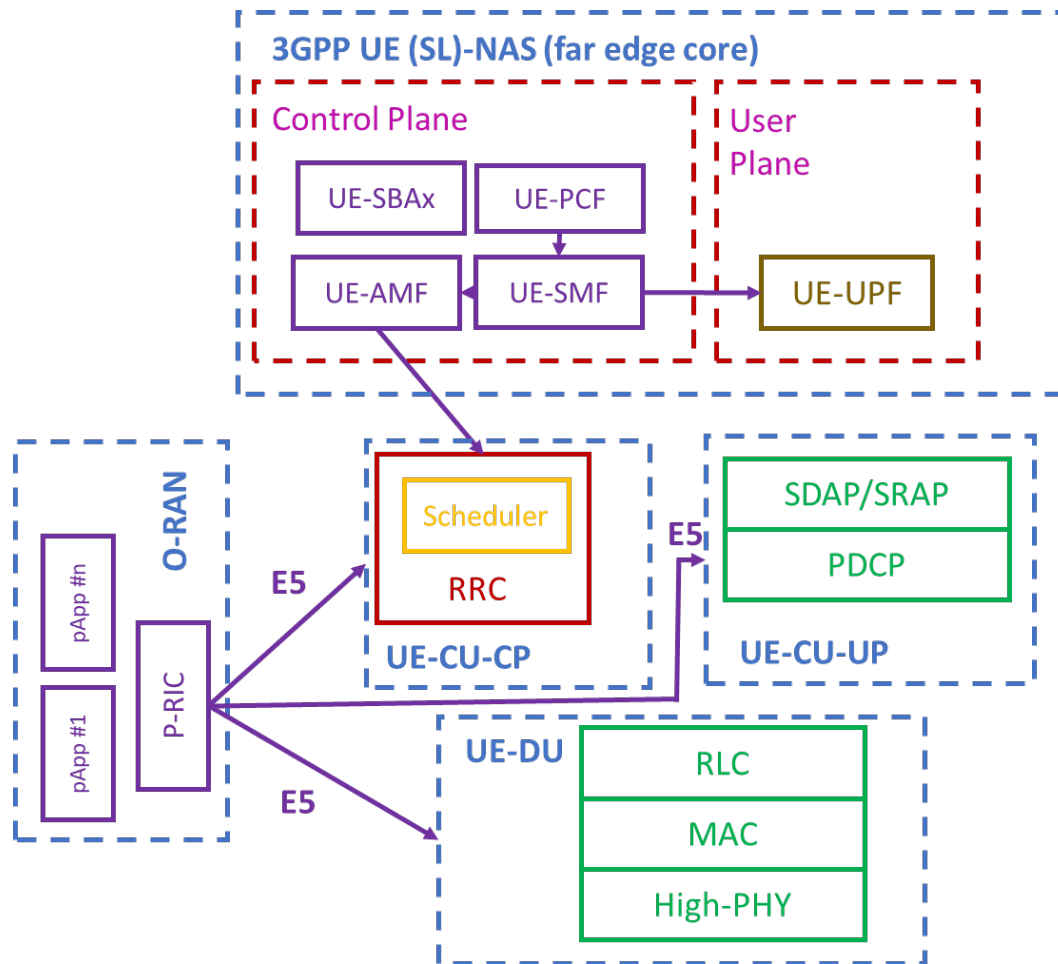 3GPP UE (SL)-NAS (far edge core)
Control Plane
User
Plane
UE-SBAx
UE-PCF
UE-AMF
UE-SMF
UE-UPF
O-RAN
pApp #n
pApp #1
P-RIC
E5
E5
E5
Scheduler
RRC
UE-CU-CP
SDAP/SRAP
PDCP
UE-CU-UP
UE-DU
RLC
MAC
High-PHY